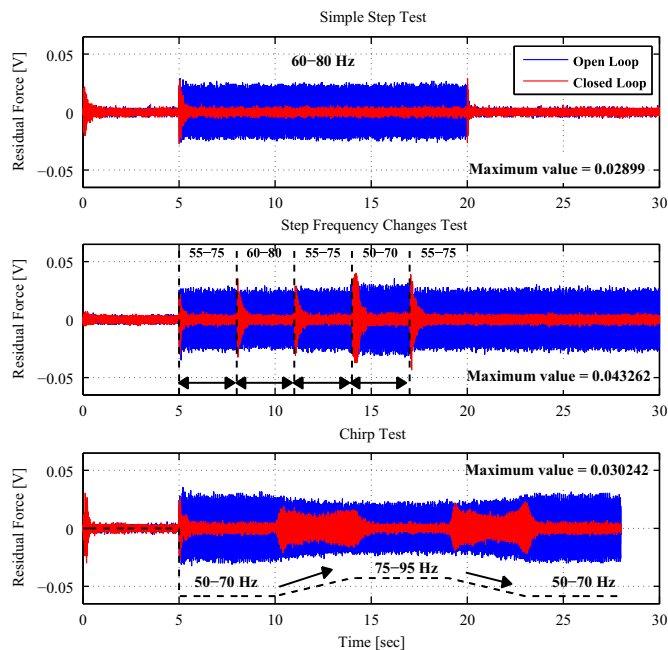 Simple Step Test
Residual Force [V]
0.05
0
−0.05
60−80 Hz
Open Loop
Closed Loop
Maximum value = 0.02899
0 5 10 15 20 25 30
Step Frequency Changes Test
Residual Force [V]
0.05
0
−0.05
55−75 60−80 55−75 50−70 55−75
Maximum value = 0.043262
0 5 10 15 20 25 30
Chirp Test
Residual Force [V]
0.05
0
−0.05
Maximum value = 0.030242
50−70 Hz 75−95 Hz 50−70 Hz
0 5 10 15 20 25 30
Time [sec]